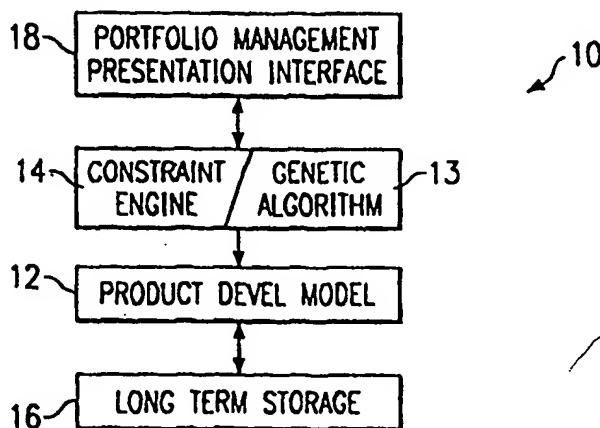 18
PORTFOLIO MANAGEMENT
PRESENTATION INTERFACE
10
14
CONSTRAINT
ENGINE
GENETIC
ALGORITHM
13
12
PRODUCT DEVEL MODEL
16
LONG TERM STORAGE